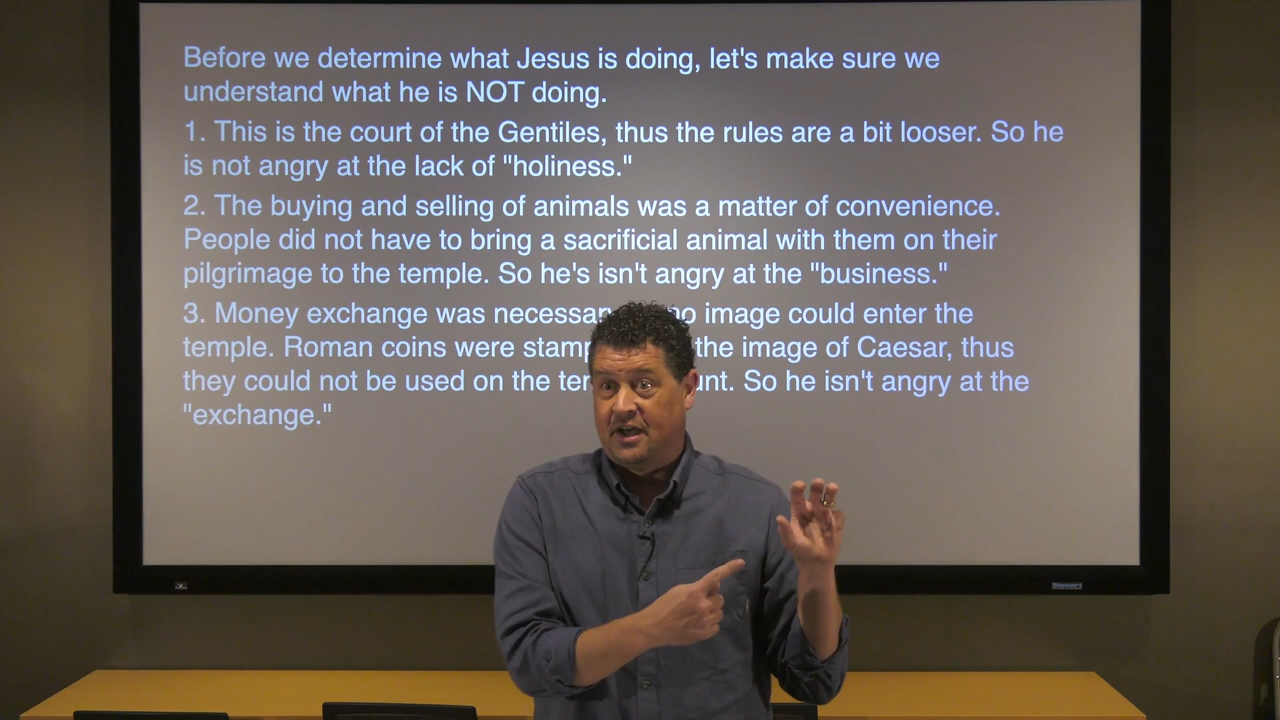 Before we determine what Jesus is doing, let's make sure we
understand what he is NOT doing.
1. This is the court of the Gentiles, thus the rules are a bit looser. So he
is not angry at the lack of "holiness."
2. The buying and selling of animals was a matter of convenience.
People did not have to bring a sacrificial animal with them on their
pilgrimage to the temple. So he's isn't angry at the "business."
3. Money exchange was image could enter the
temple. Roman coins were the image of Caesar, thus
they could not be used on the So he isn't angry at the
"exchange."
Stewart